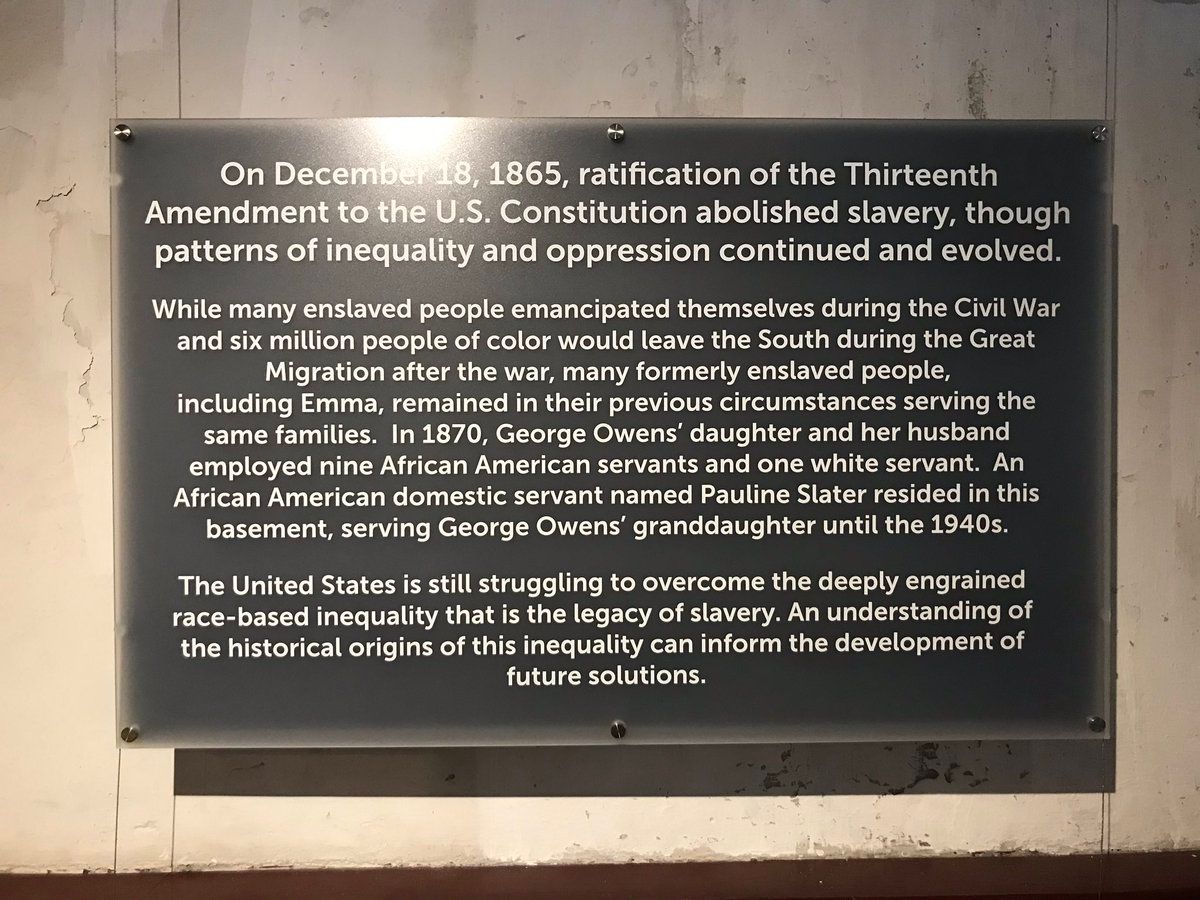 On December 18, 1865, ratification of the Thirteenth
Amendment to the U.S. Constitution abolished slavery, though
patterns of inequality and oppression continued and evolved.
While many enslaved people emancipated themselves during the Civil War
and six million people of color would leave the South during the Great
Migration after the war, many formerly enslaved people,
including Emma, remained in their previous circumstances serving the
same families. In 1870, George Owens’ daughter and her husband
employed nine African American servants and one white servant. An
African American domestic servant named Pauline Slater resided in this
basement, serving George Owens’ granddaughter until the 1940s.
The United States is still struggling to overcome the deeply engrained
race-based inequality that is the legacy of slavery. An understanding of
the historical origins of this inequality can inform the development of
future solutions.